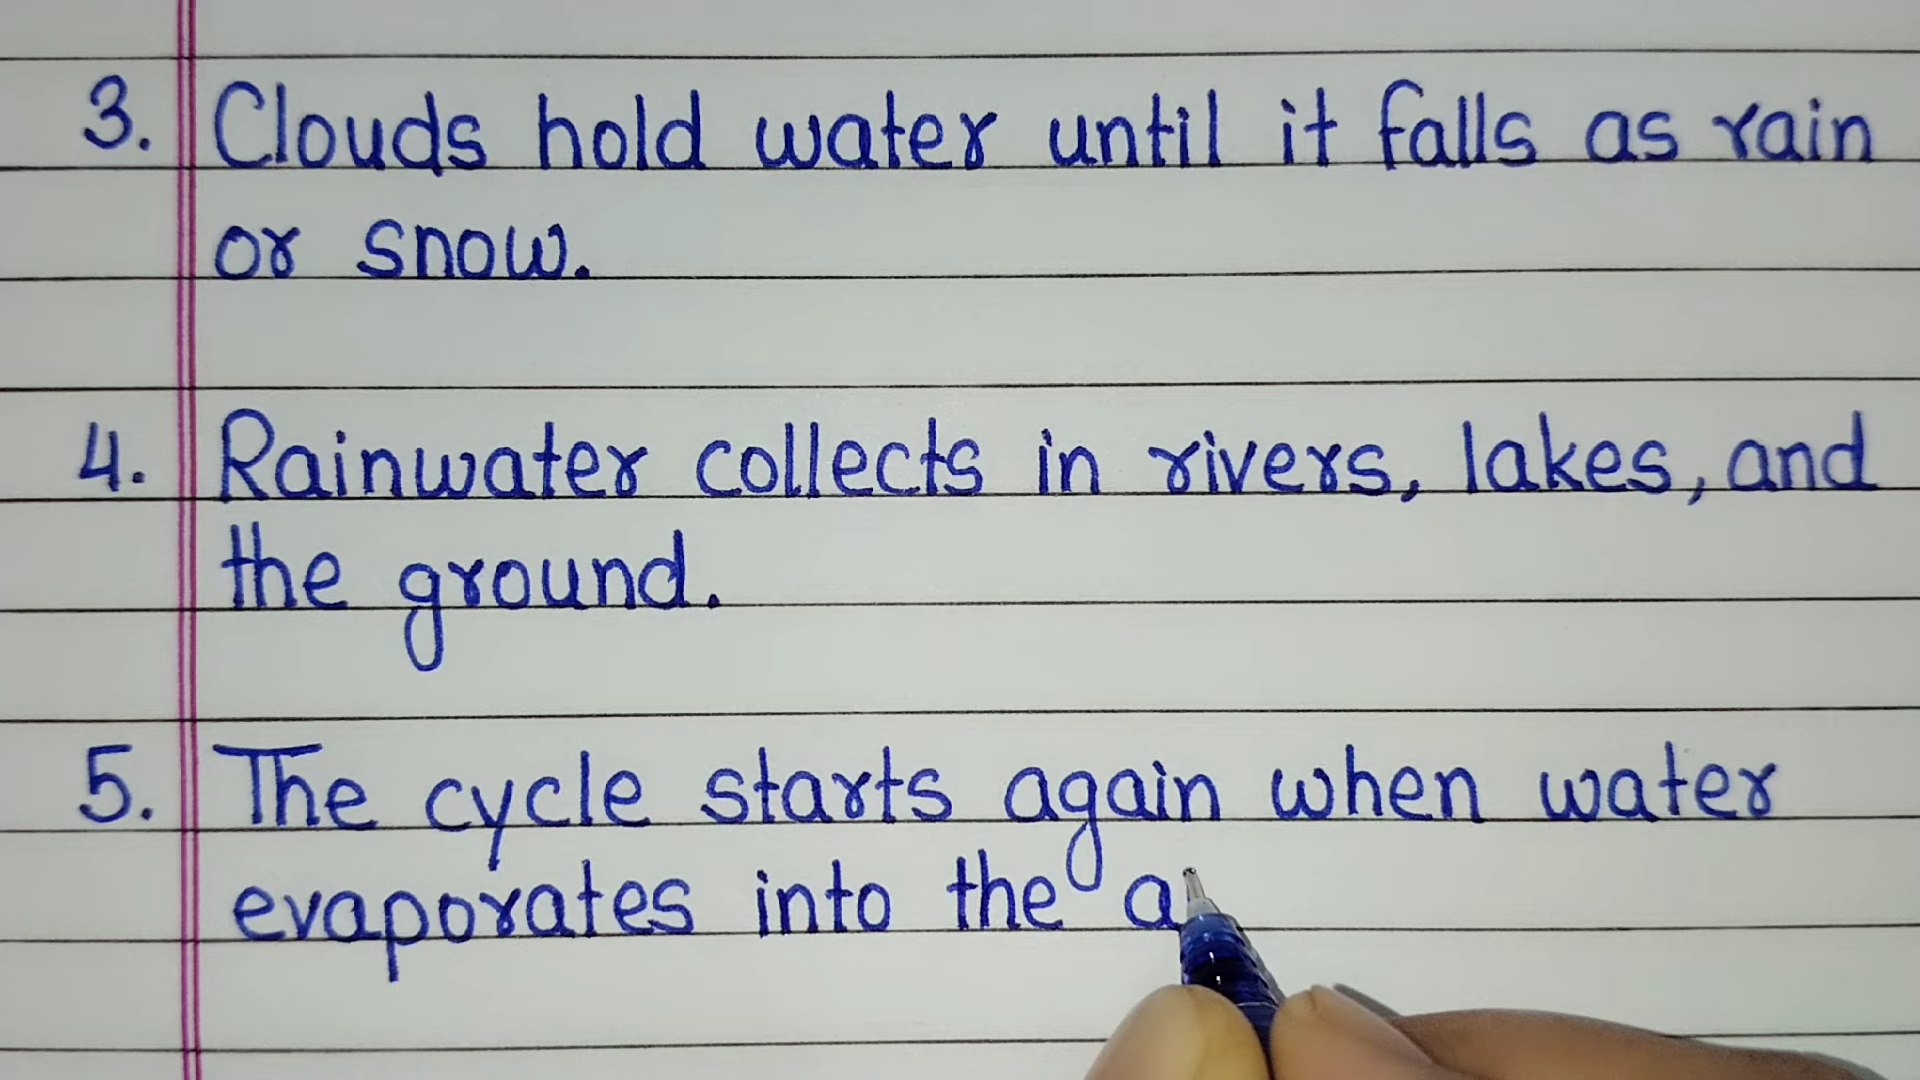 3. Clouds hold water until it falls as rain
or snow.
4. Rainwater collects in rivers, lakes, and
the ground.
5. The cycle starts again when water
evaporates into the a